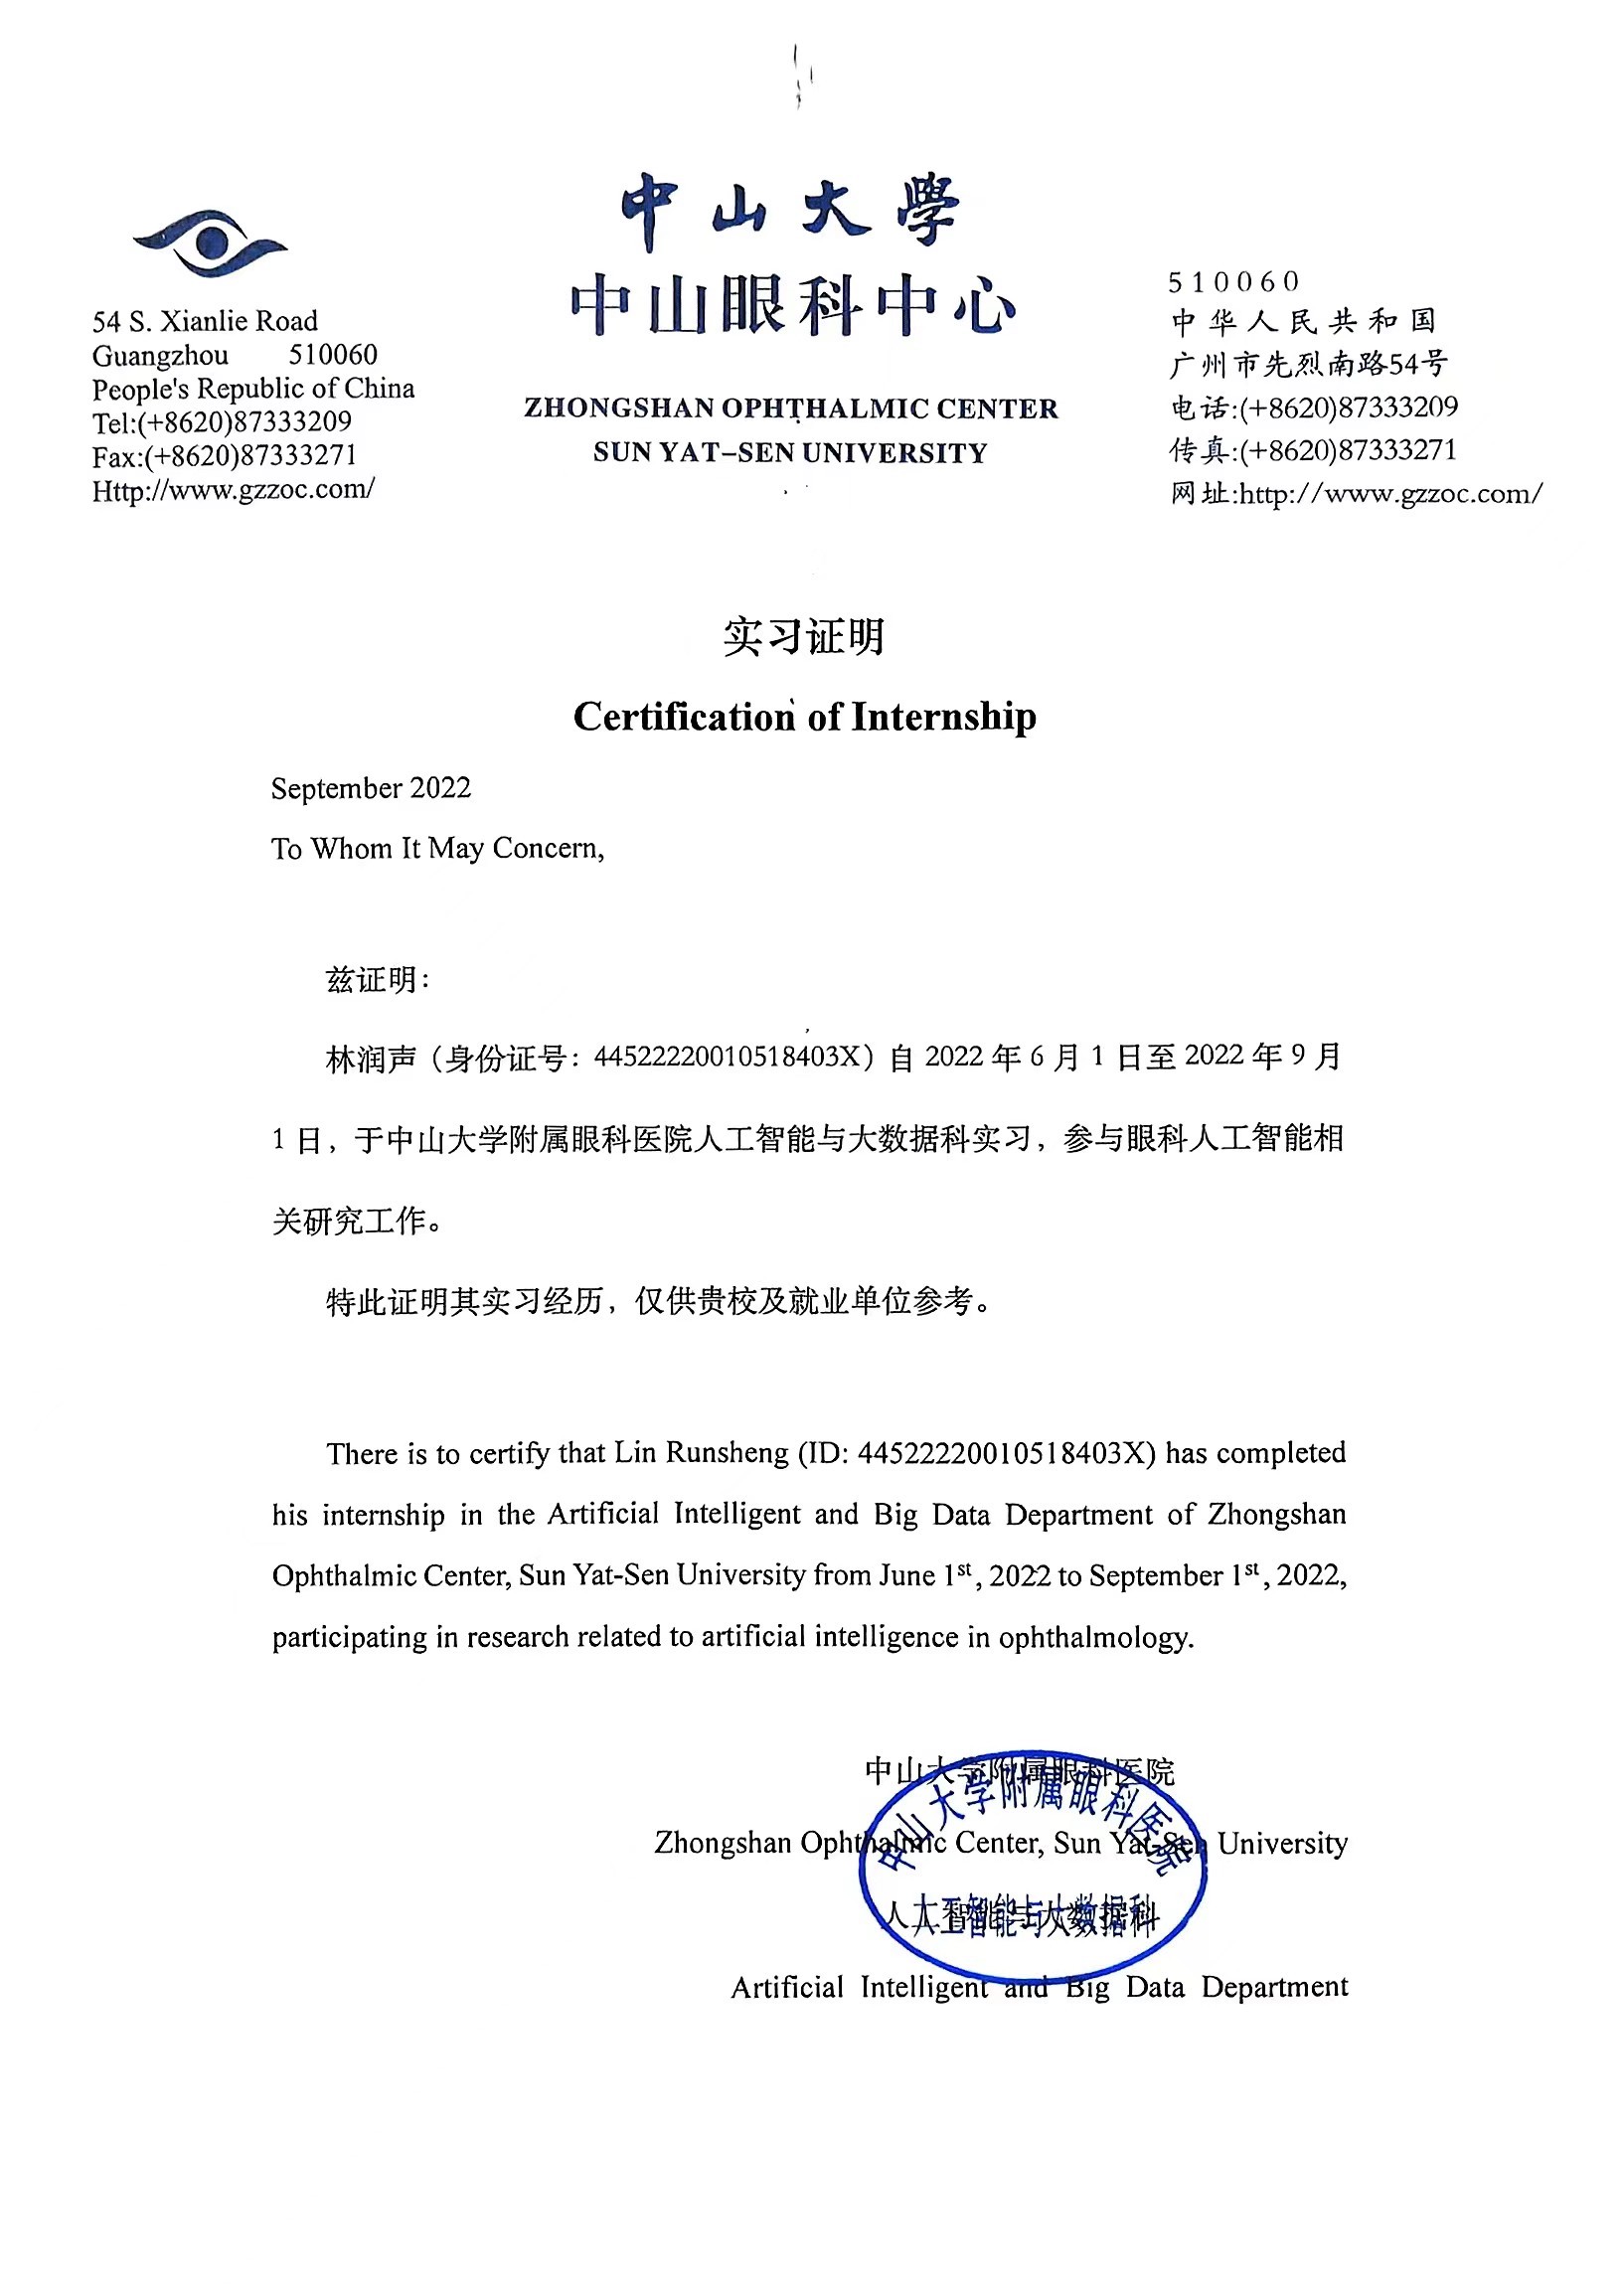 中山大學
中山眼科中心
ZHONGSHAN OPHTHALMIC CENTER
SUN YAT-SEN UNIVERSITY
54 S. Xianlie Road
Guangzhou 510060
People's Republic of China
Tel:(+8620)87333209
Fax:(+8620)87333271
Http://www.gzzoc.com/
510060
中华人民共和国
广州市先烈南路54号
电话:(+8620)87333209
传真:(+8620)87333271
网址:http://www.gzzoc.com/
实习证明
Certification of Internship
September 2022
To Whom It May Concern,
兹证明：
林润声（身份证号：44522220010518403X）自 2022 年 6 月 1 日至 2022 年 9 月
1 日，于中山大学附属眼科医院人工智能与大数据科实习，参与眼科人工智能相
关研究工作。
特此证明其实习经历，仅供贵校及就业单位参考。
There is to certify that Lin Runsheng (ID: 44522220010518403X) has completed
his internship in the Artificial Intelligent and Big Data Department of Zhongshan
Ophthalmic Center, Sun Yat-Sen University from June 1st, 2022 to September 1st, 2022,
participating in research related to artificial intelligence in ophthalmology.
中山大学附属眼科医院
Zhongshan Ophthalmic Center, Sun Yat-Sen University
人工智能与大数据科
Artificial Intelligent and Big Data Department
中山大学附属眼科医院
人工智能与大数据科